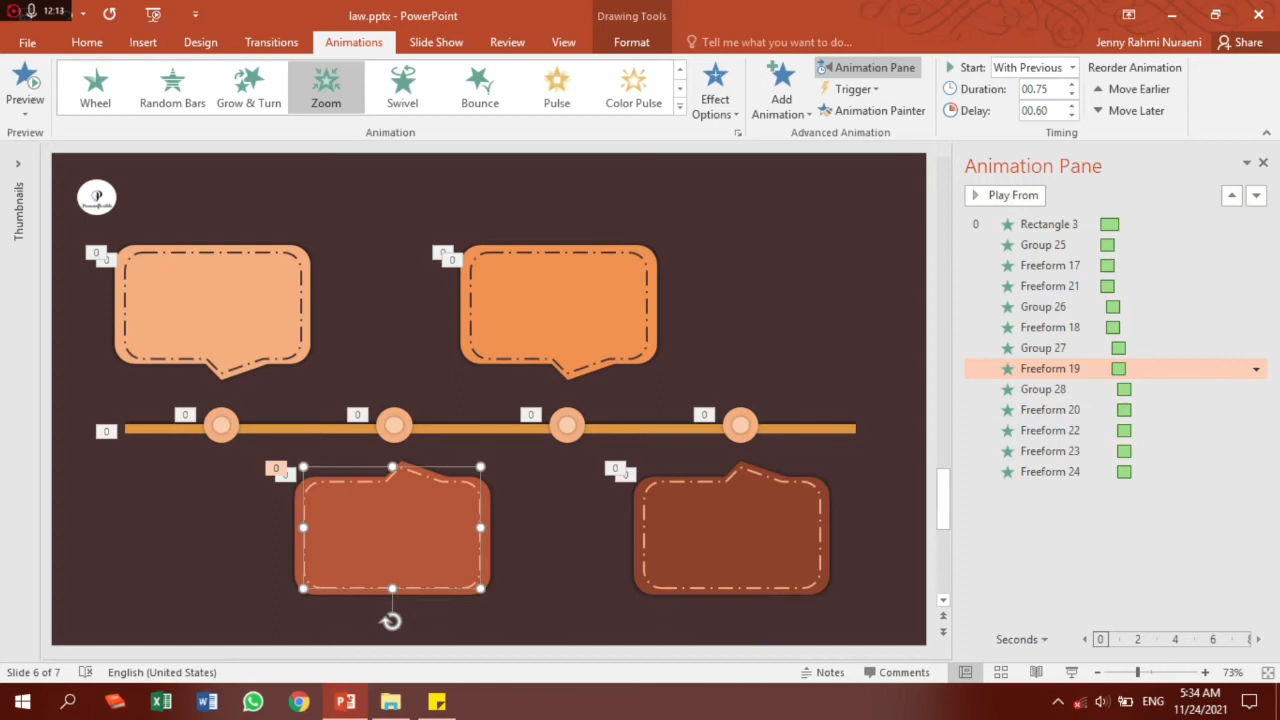 12:13
law.pptx - PowerPoint
Drawing Tools
File
Home
Insert
Design
Transitions
Animations
Slide Show
Review
View
Format
Tell me what you want to do...
Jenny Rahmi Nuraeni
Share
Preview
Wheel
Random Bars
Grow & Turn
Zoom
Swivel
Bounce
Pulse
Color Pulse
Effect
Options
Add
Animation
Animation Pane
Trigger
Animation Painter
Start: With Previous
Duration: 00.75
Delay: 00.60
Reorder Animation
Move Earlier
Move Later
Preview
Animation
Advanced Animation
Timing
Thumbnails
P
0
0
0
0
0
0
0
0
0
0
0
0
0
Animation Pane
Play From
0 Rectangle 3
Group 25
Freeform 17
Freeform 21
Group 26
Freeform 18
Group 27
Freeform 19
Group 28
Freeform 20
Freeform 22
Freeform 23
Freeform 24
Seconds
0 2 4 6 8
Slide 6 of 7
English (United States)
Notes
Comments
73%
ENG
5:34 AM
11/24/2021